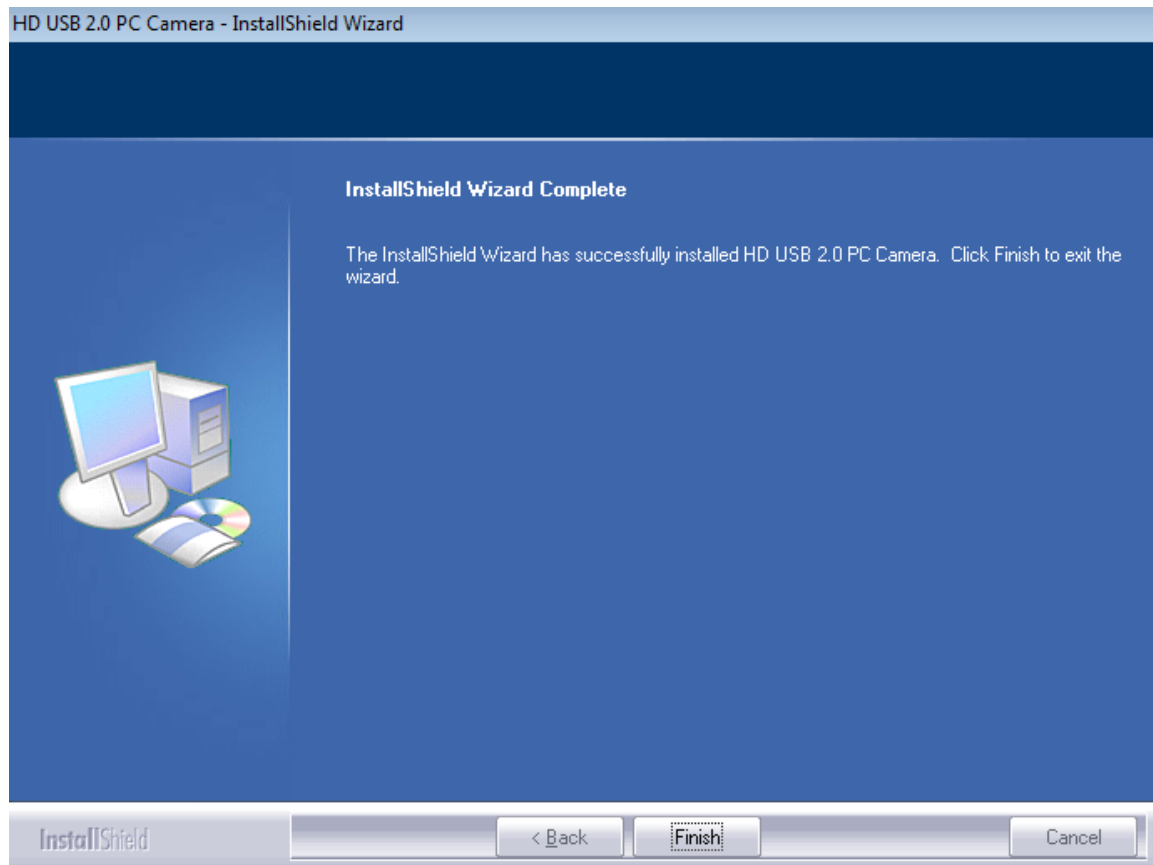 HD USB 2.0 PC Camera - InstallShield Wizard
InstallShield Wizard Complete
The InstallShield Wizard has successfully installed HD USB 2.0 PC Camera.  Click Finish to exit the
wizard.
InstallShield
< Back
Finish
Cancel